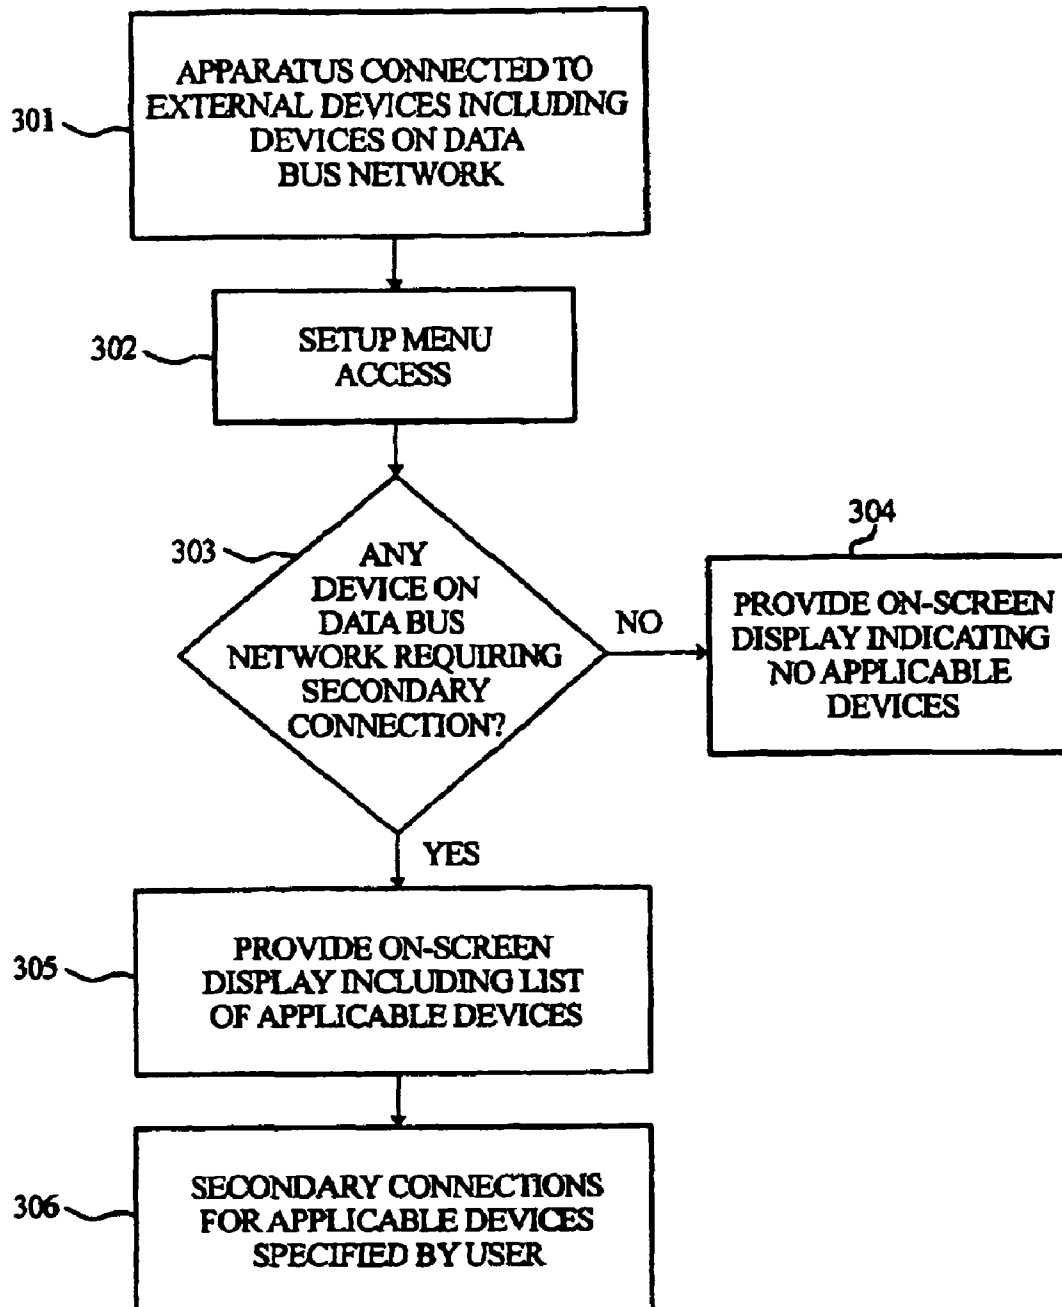 APPARATUS CONNECTED TO
EXTERNAL DEVICES INCLUDING
DEVICES ON DATA
BUS NETWORK
301
SETUP MENU
ACCESS
302
303
ANY
DEVICE ON
DATA BUS
NETWORK REQUIRING
SECONDARY
CONNECTION?
NO
304
PROVIDE ON-SCREEN
DISPLAY INDICATING
NO APPLICABLE
DEVICES
YES
305
PROVIDE ON-SCREEN
DISPLAY INCLUDING LIST
OF APPLICABLE DEVICES
306
SECONDARY CONNECTIONS
FOR APPLICABLE DEVICES
SPECIFIED BY USER